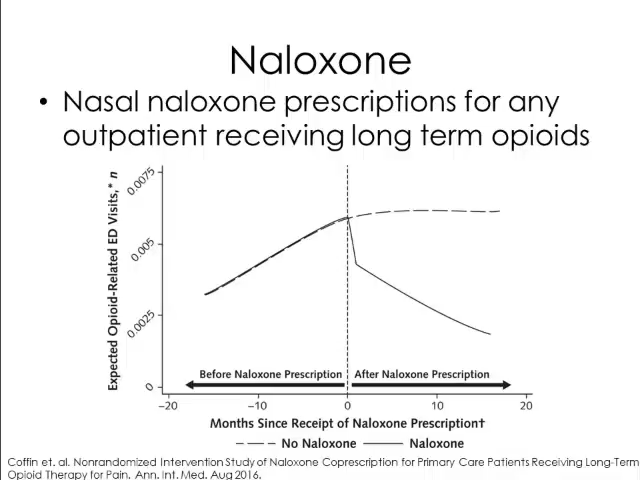 Naloxone
• Nasal naloxone prescriptions for any
outpatient receiving long term opioids
Expected Opioid-Related ED Visits,* n
0.0075
0.005
0.0025
0
Before Naloxone Prescription
After Naloxone Prescription
−20
−10
0
10
20
Months Since Receipt of Naloxone Prescription†
No Naloxone
Naloxone
Coffin et. al. Nonrandomized Intervention Study of Naloxone Coprescription for Primary Care Patients Receiving Long-Term
Opioid Therapy for Pain. Ann. Int. Med. Aug 2016.